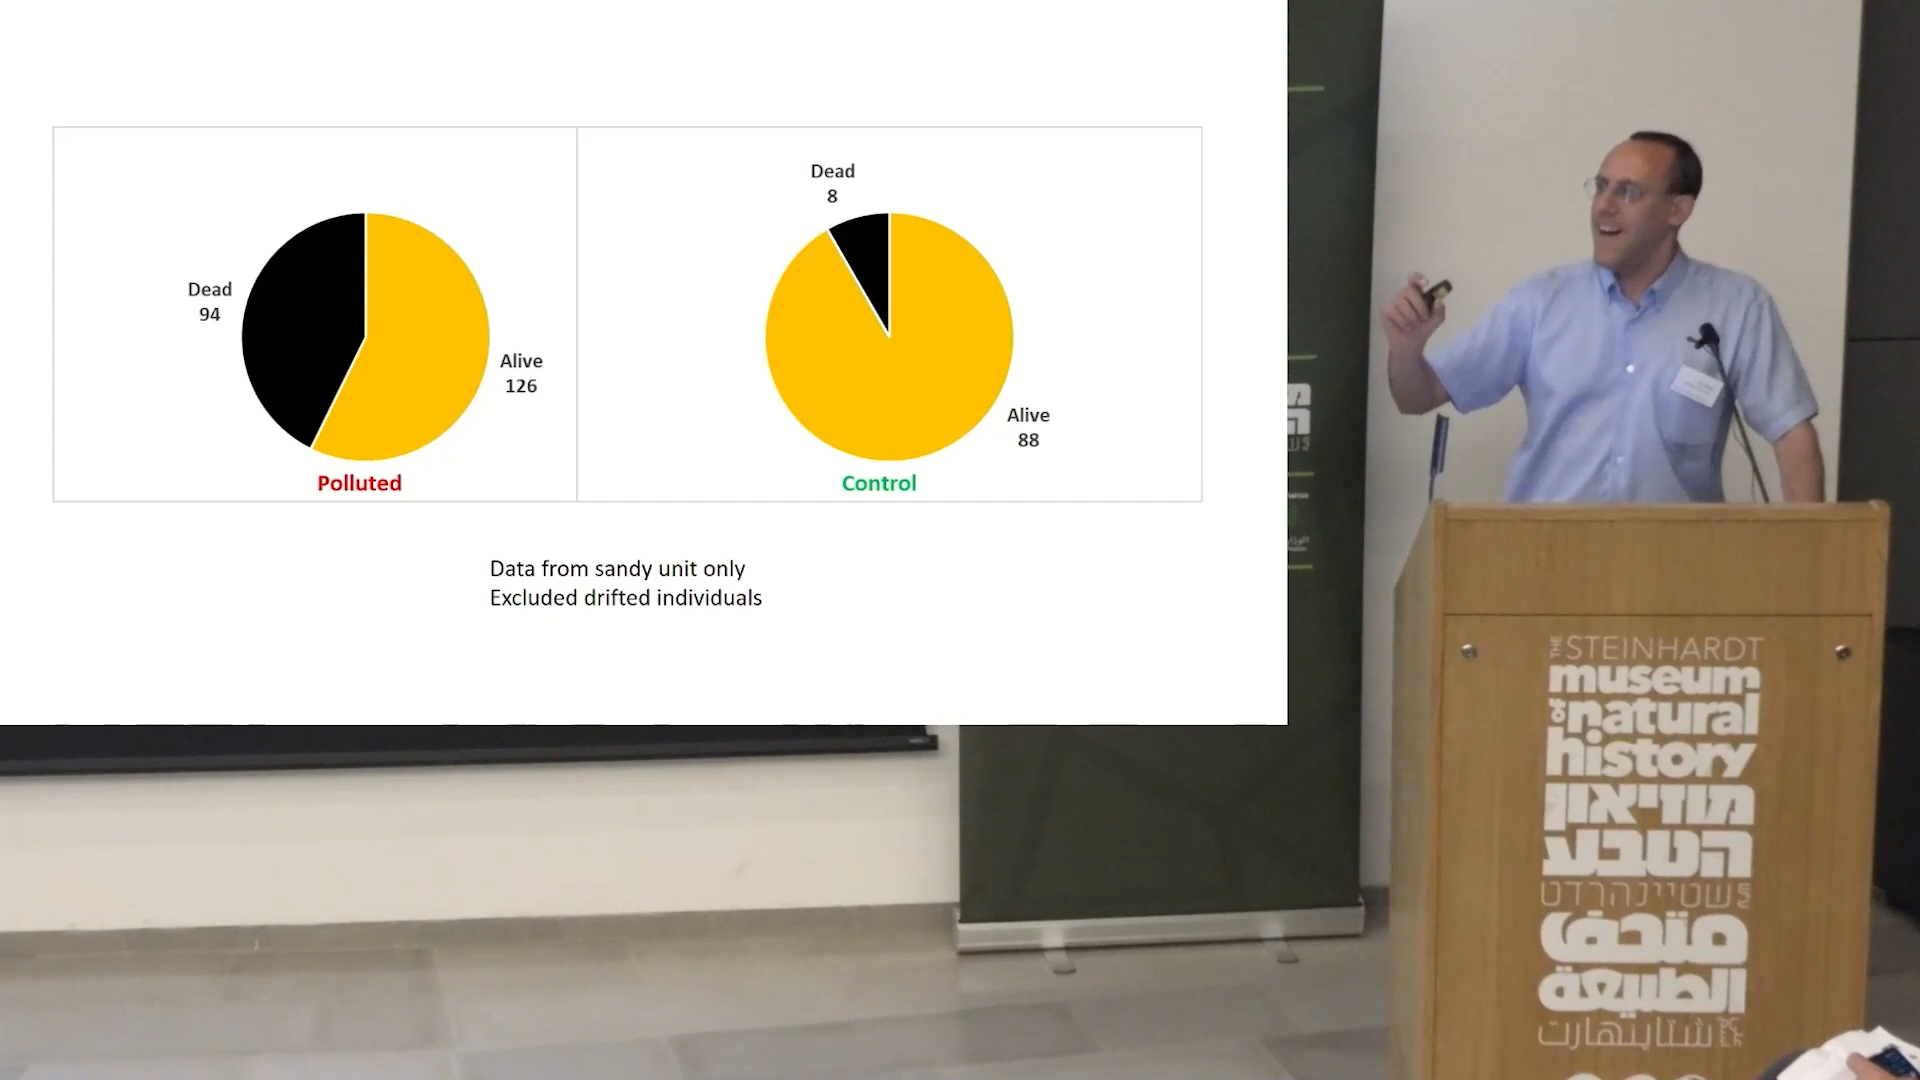 Dead
94
Alive
126
Polluted
Dead
8
Alive
88
Control
Data from sandy unit only
Excluded drifted individuals
THE STEINHARDT
museum
of natural
history
מוזיאון
הטבע
ע״ש שטיינהרדט
متحف
الطبيعة
شتاينهارت